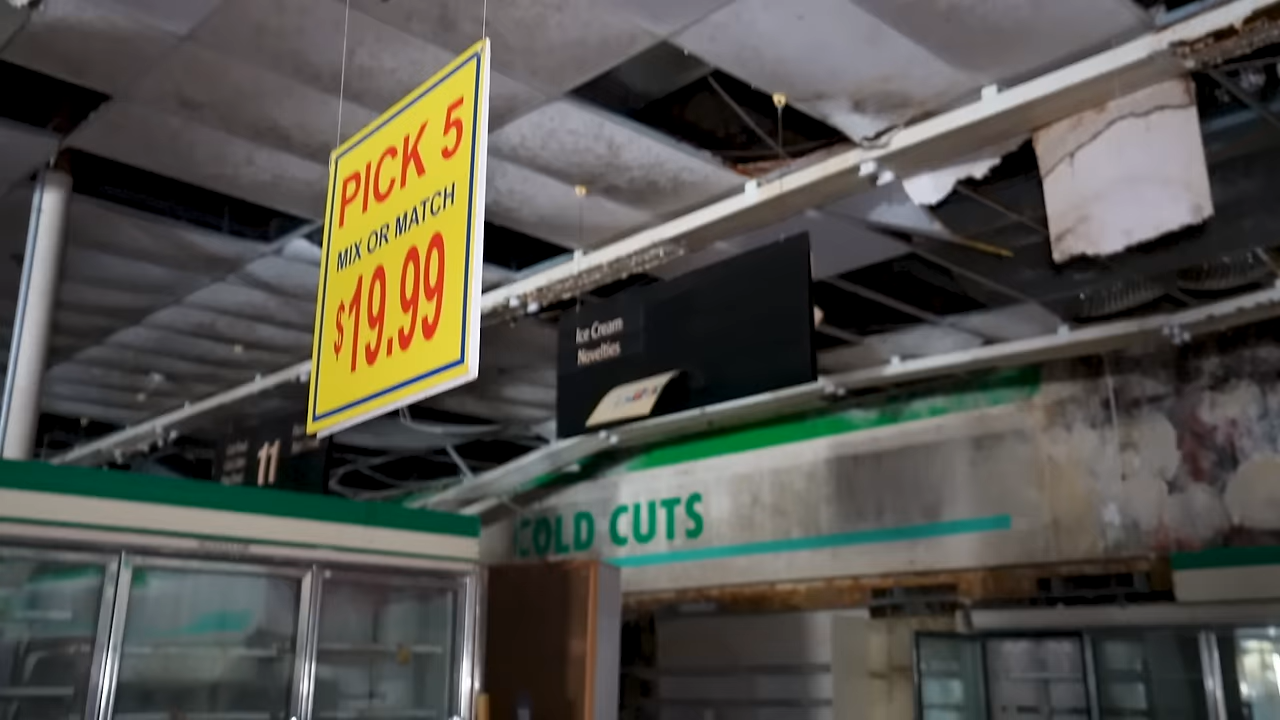 PICK 5
MIX OR MATCH
$19.99
Ice Cream
Novelties
11
COLD CUTS